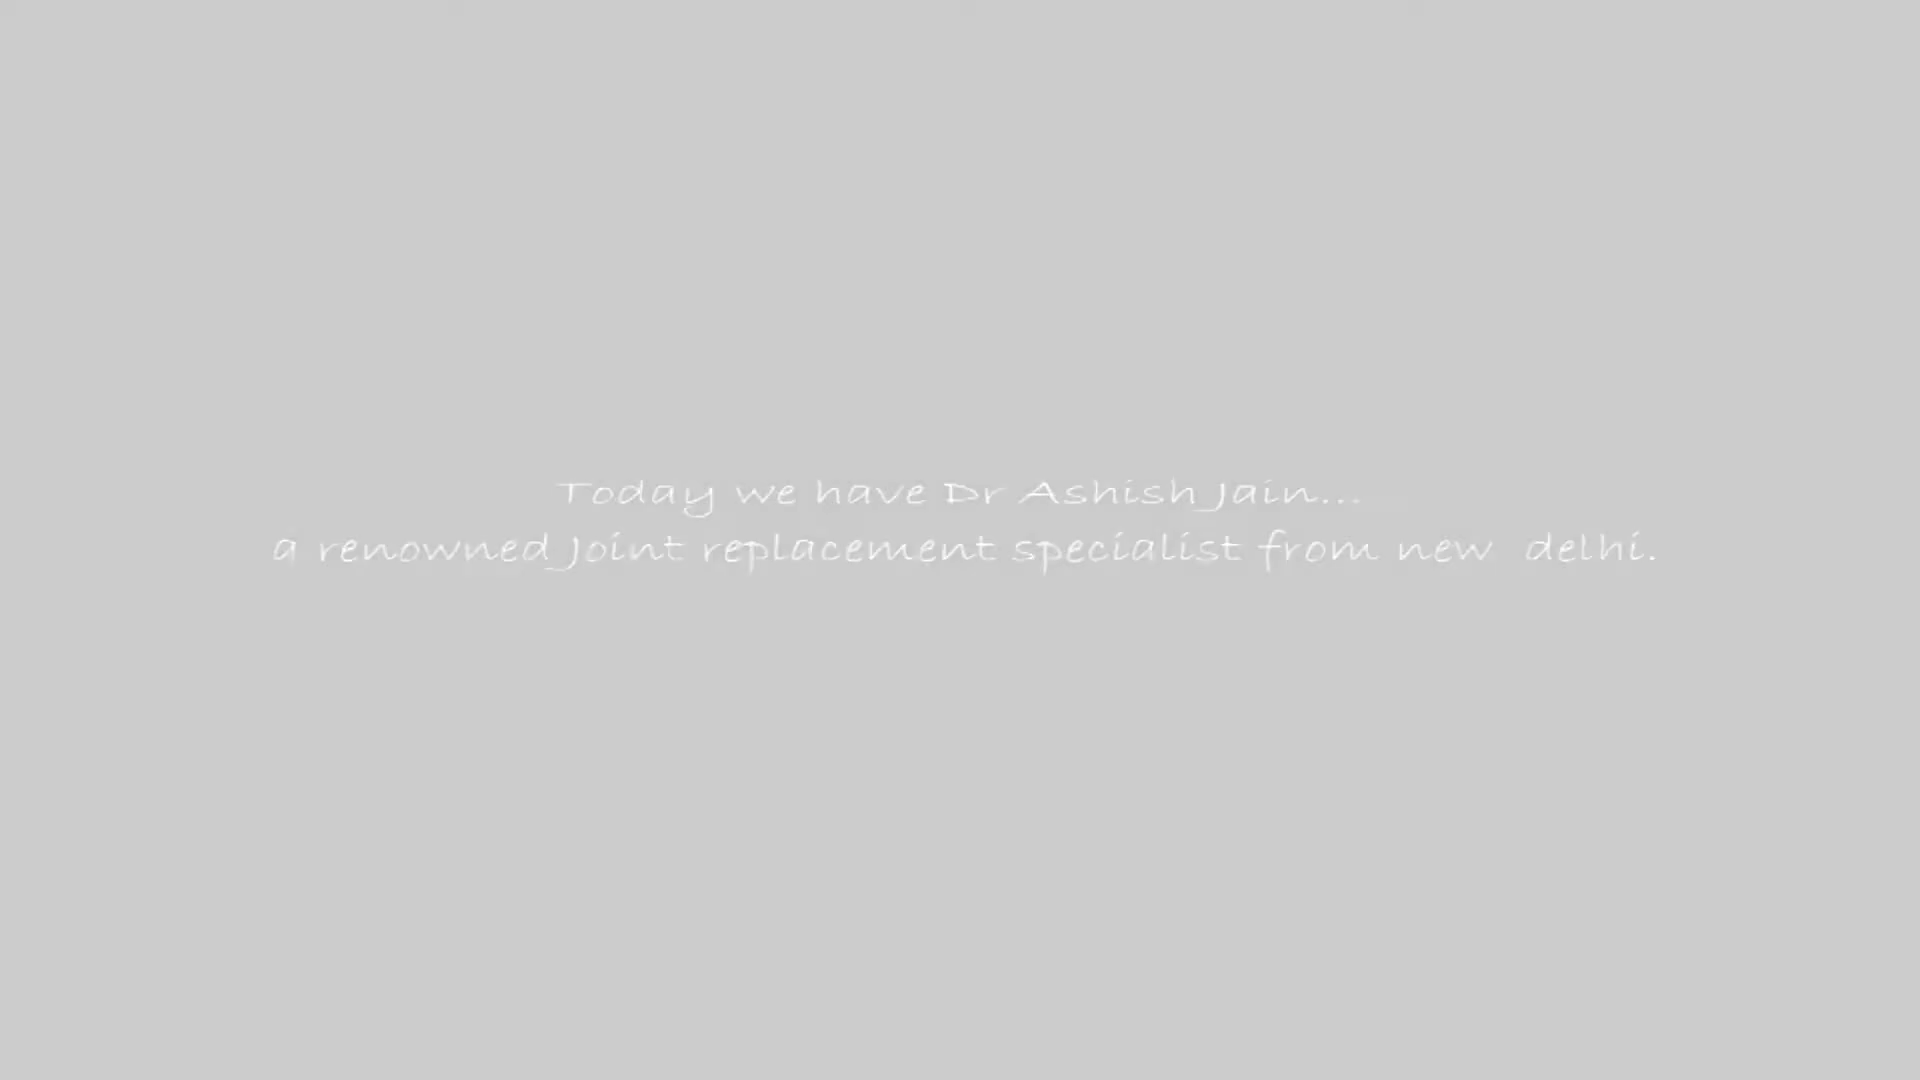 Today we have Dr Ashish Jain...
a renowned Joint replacement specialist from new  delhi.